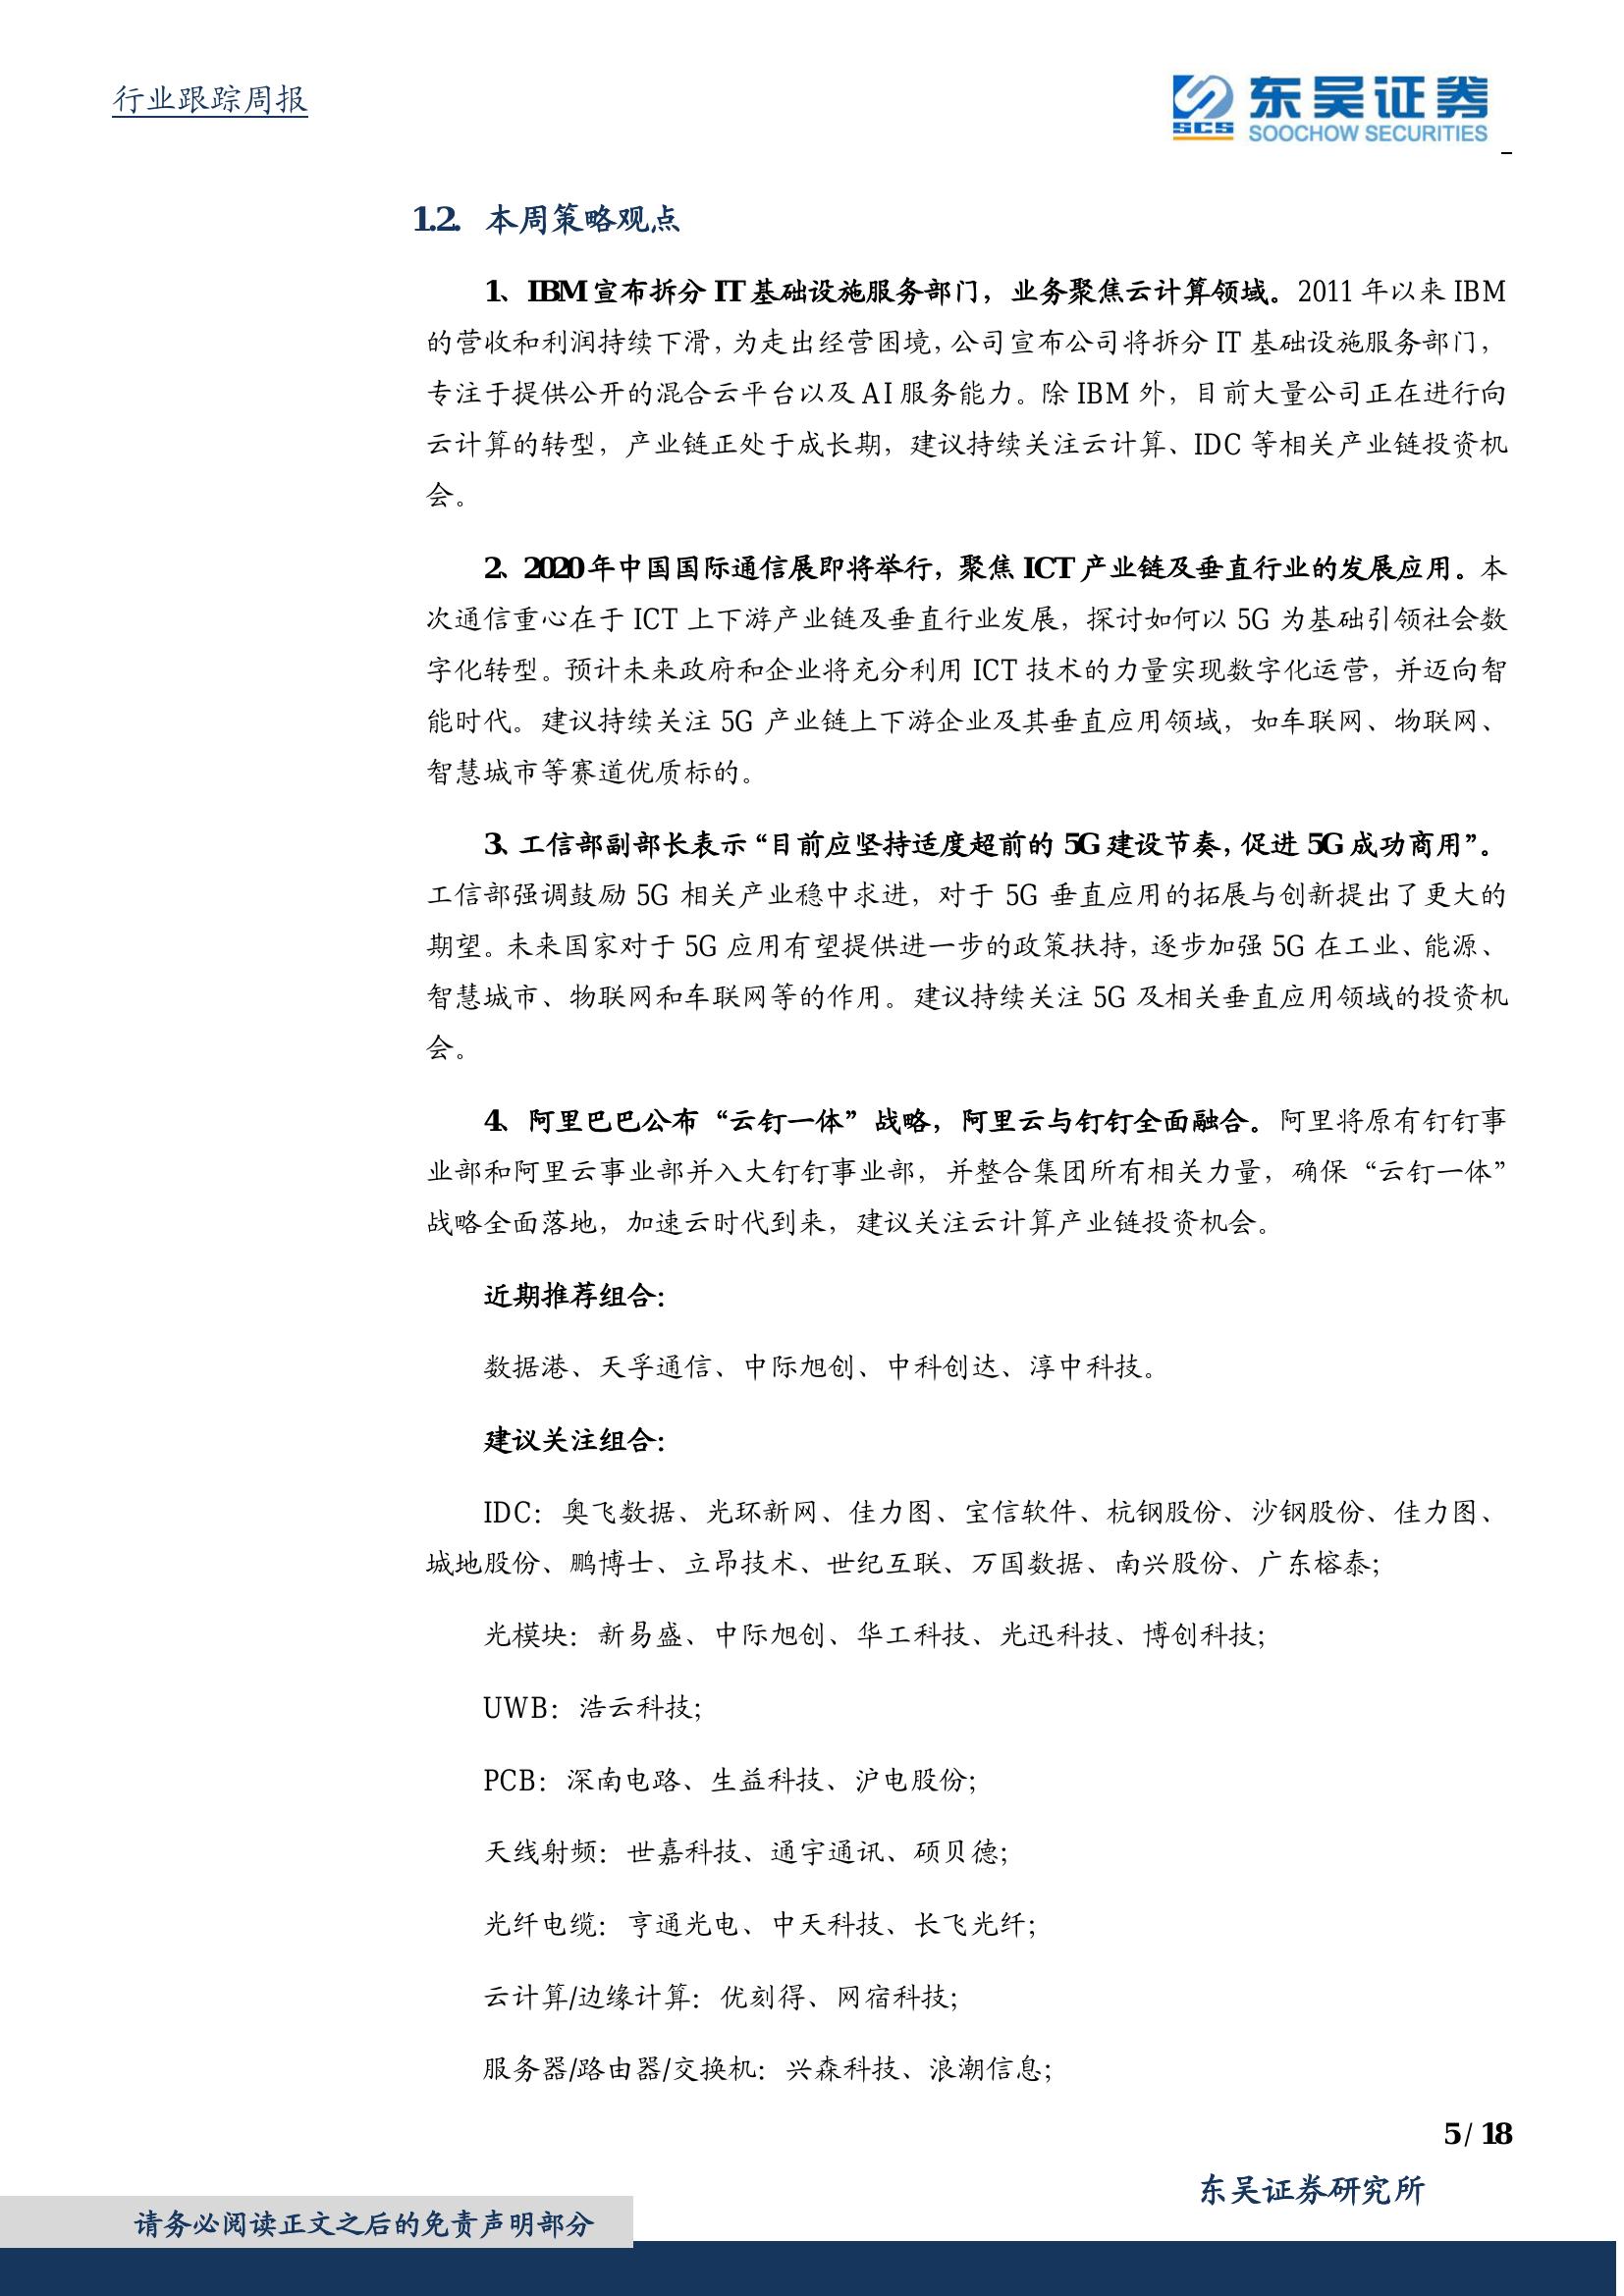 行业跟踪周报
东吴证券
SCS
SOOCHOW SECURITIES
1.2. 本周策略观点
1、IBM 宣布拆分 IT 基础设施服务部门，业务聚焦云计算领域。2011 年以来 IBM
的营收和利润持续下滑，为走出经营困境，公司宣布公司将拆分 IT 基础设施服务部门，
专注于提供公开的混合云平台以及 AI 服务能力。除 IBM 外，目前大量公司正在进行向
云计算的转型，产业链正处于成长期，建议持续关注云计算、IDC 等相关产业链投资机
会。
2、2020 年中国国际通信展即将举行，聚焦 ICT 产业链及垂直行业的发展应用。本
次通信重心在于 ICT 上下游产业链及垂直行业发展，探讨如何以 5G 为基础引领社会数
字化转型。预计未来政府和企业将充分利用 ICT 技术的力量实现数字化运营，并迈向智
能时代。建议持续关注 5G 产业链上下游企业及其垂直应用领域，如车联网、物联网、
智慧城市等赛道优质标的。
3、工信部副部长表示“目前应坚持适度超前的 5G 建设节奏，促进 5G 成功商用”。
工信部强调鼓励 5G 相关产业稳中求进，对于 5G 垂直应用的拓展与创新提出了更大的
期望。未来国家对于 5G 应用有望提供进一步的政策扶持，逐步加强 5G 在工业、能源、
智慧城市、物联网和车联网等的作用。建议持续关注 5G 及相关垂直应用领域的投资机
会。
4、阿里巴巴公布“云钉一体”战略，阿里云与钉钉全面融合。阿里将原有钉钉事
业部和阿里云事业部并入大钉钉事业部，并整合集团所有相关力量，确保“云钉一体”
战略全面落地，加速云时代到来，建议关注云计算产业链投资机会。
近期推荐组合：
数据港、天孚通信、中际旭创、中科创达、淳中科技。
建议关注组合：
IDC：奥飞数据、光环新网、佳力图、宝信软件、杭钢股份、沙钢股份、佳力图、
城地股份、鹏博士、立昂技术、世纪互联、万国数据、南兴股份、广东榕泰；
光模块：新易盛、中际旭创、华工科技、光迅科技、博创科技；
UWB：浩云科技；
PCB：深南电路、生益科技、沪电股份；
天线射频：世嘉科技、通宇通讯、硕贝德；
光纤电缆：亨通光电、中天科技、长飞光纤；
云计算/边缘计算：优刻得、网宿科技；
服务器/路由器/交换机：兴森科技、浪潮信息；
5 / 18
东吴证券研究所
请务必阅读正文之后的免责声明部分